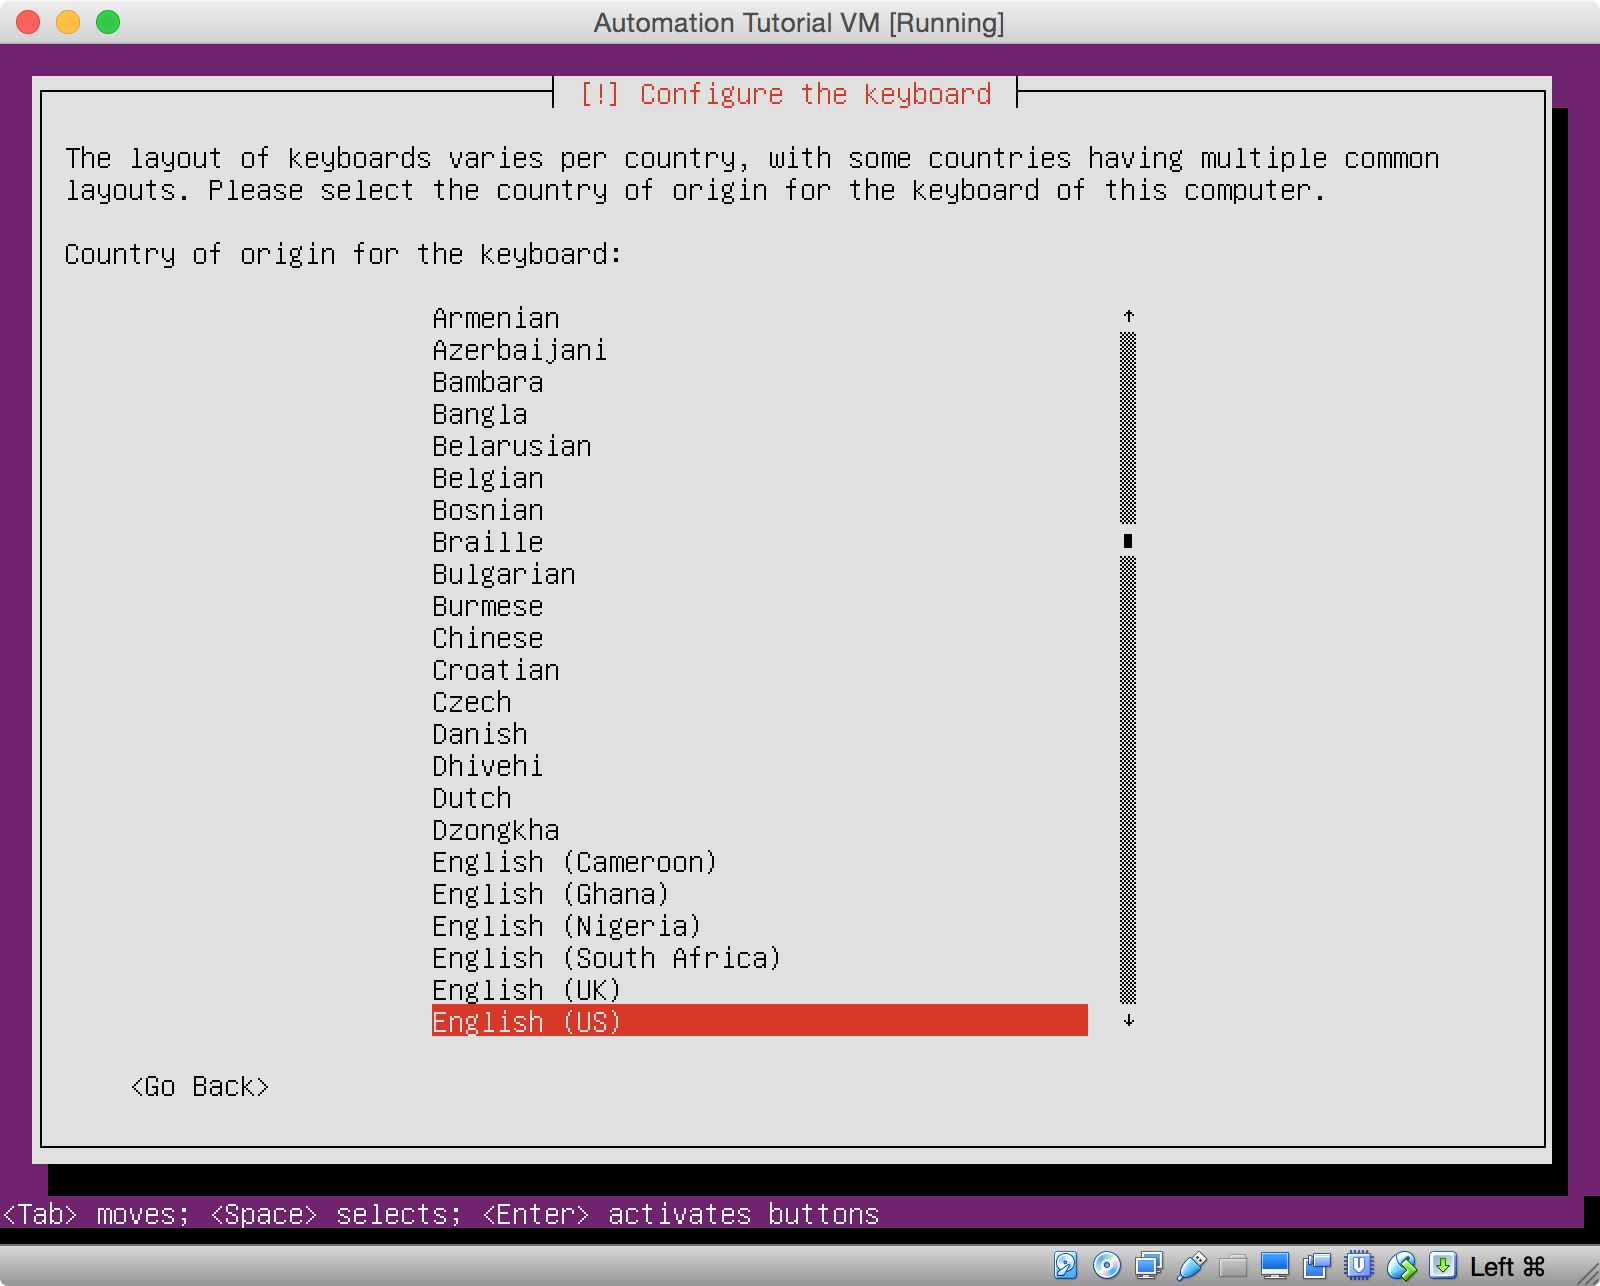 Automation Tutorial VM [Running]
[!] Configure the keyboard
The layout of keyboards varies per country, with some countries having multiple common
layouts. Please select the country of origin for the keyboard of this computer.
Country of origin for the keyboard:
Armenian
Azerbaijani
Bambara
Bangla
Belarusian
Belgian
Bosnian
Braille
Bulgarian
Burmese
Chinese
Croatian
Czech
Danish
Dhivehi
Dutch
Dzongkha
English (Cameroon)
English (Ghana)
English (Nigeria)
English (South Africa)
English (UK)
English (US)
<Go Back>
<Tab> moves; <Space> selects; <Enter> activates buttons
Left ⌘